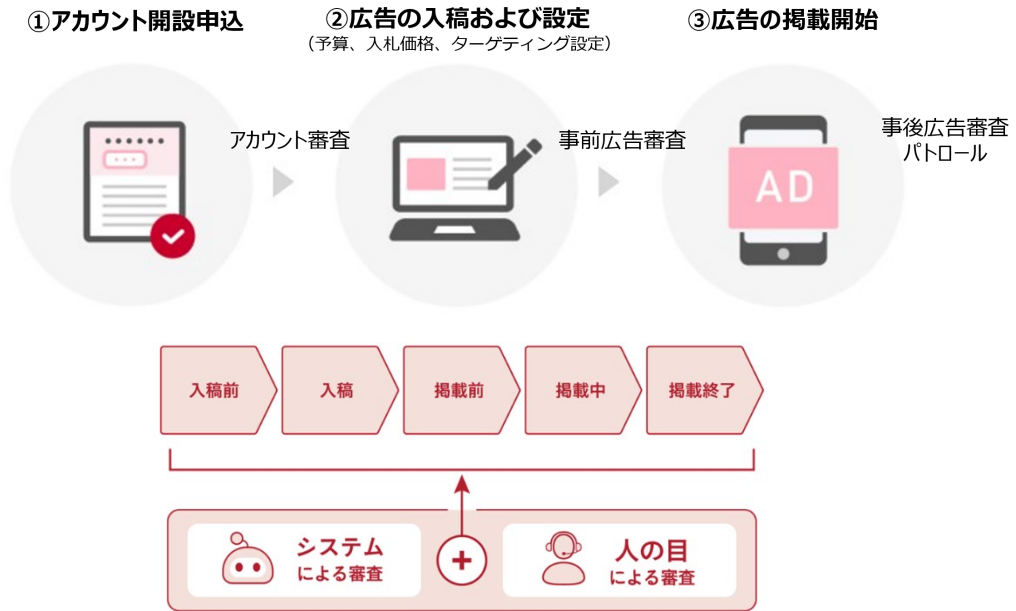 ①アカウント開設申込
②広告の入稿および設定
（予算、入札価格、ターゲティング設定）
③広告の掲載開始
アカウント審査
事前広告審査
事後広告審査
パトロール
AD
入稿前
入稿
掲載前
掲載中
掲載終了
システム
による審査
+
人の目
による審査